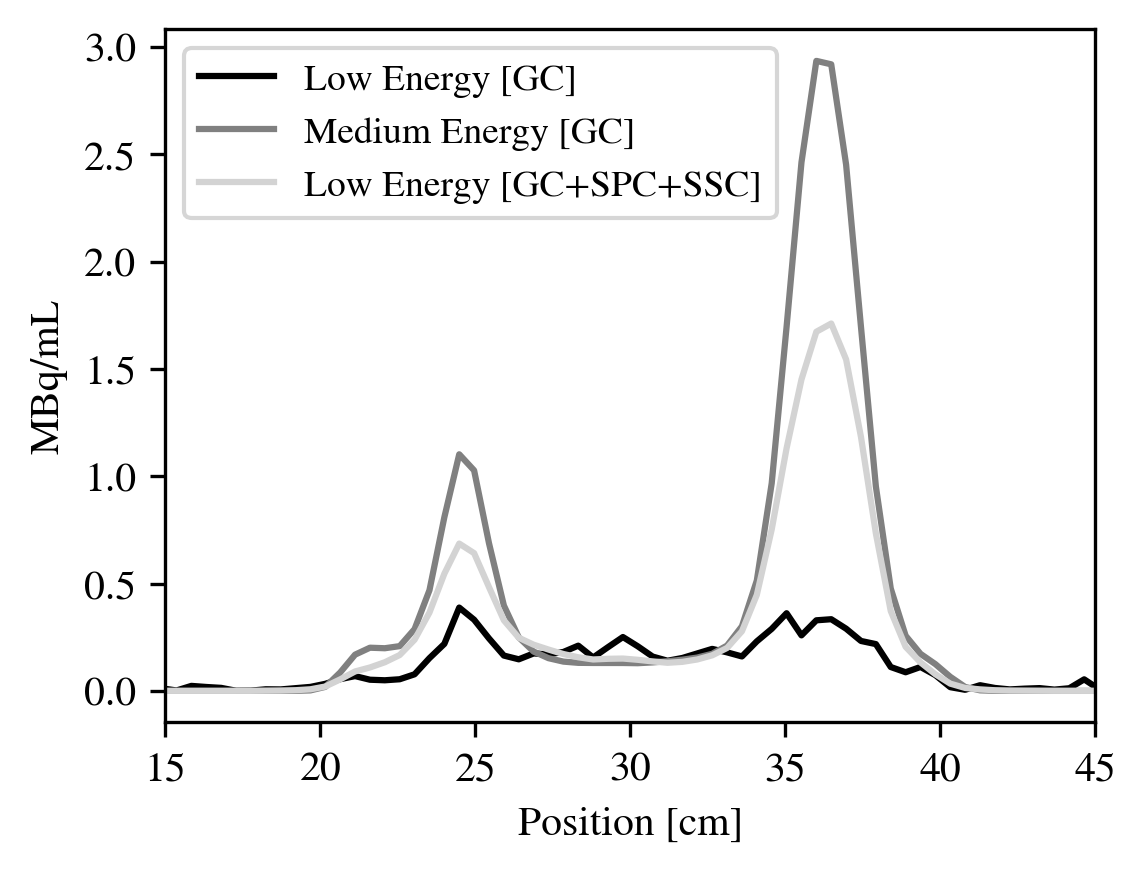 3.0
2.5
2.0
1.5
1.0
0.5
0.0
MBq/mL
Low Energy [GC]
Medium Energy [GC]
Low Energy [GC+SPC+SSC]
15 20 25 30 35 40 45
Position [cm]